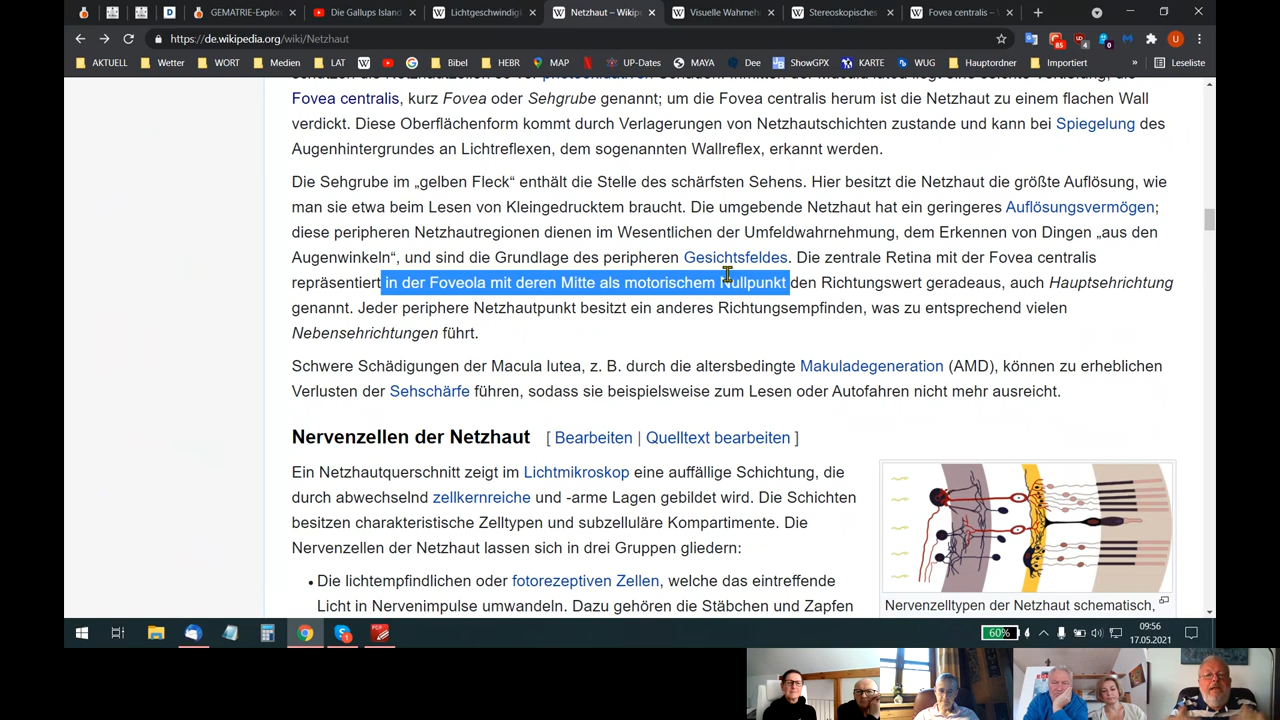 GEMATRIE-Explor
Die Gallups Island
Lichtgeschwindig
Netzhaut – Wikip
Visuelle Wahrneh
Stereoskopisches
Fovea centralis – V
https://de.wikipedia.org/wiki/Netzhaut
AKTUELL Wetter WORT Medien LAT Bibel HEBR MAP UP-Dates MAYA Dee ShowGPX KARTE WUG Hauptordner Importiert » Leseliste
Fovea centralis, kurz Fovea oder Sehgrube genannt; um die Fovea centralis herum ist die Netzhaut zu einem flachen Wall
verdickt. Diese Oberflächenform kommt durch Verlagerungen von Netzhautschichten zustande und kann bei Spiegelung des
Augenhintergrundes an Lichtreflexen, dem sogenannten Wallreflex, erkannt werden.
Die Sehgrube im „gelben Fleck“ enthält die Stelle des schärfsten Sehens. Hier besitzt die Netzhaut die größte Auflösung, wie
man sie etwa beim Lesen von Kleingedrucktem braucht. Die umgebende Netzhaut hat ein geringeres Auflösungsvermögen;
diese peripheren Netzhautregionen dienen im Wesentlichen der Umfeldwahrnehmung, dem Erkennen von Dingen „aus den
Augenwinkeln“, und sind die Grundlage des peripheren Gesichtsfeldes. Die zentrale Retina mit der Fovea centralis
repräsentiert in der Foveola mit deren Mitte als motorischem Nullpunkt den Richtungswert geradeaus, auch Hauptsehrichtung
genannt. Jeder periphere Netzhautpunkt besitzt ein anderes Richtungsempfinden, was zu entsprechend vielen
Nebensehrichtungen führt.
Schwere Schädigungen der Macula lutea, z. B. durch die altersbedingte Makuladegeneration (AMD), können zu erheblichen
Verlusten der Sehschärfe führen, sodass sie beispielsweise zum Lesen oder Autofahren nicht mehr ausreicht.
Nervenzellen der Netzhaut [ Bearbeiten | Quelltext bearbeiten ]
Ein Netzhautquerschnitt zeigt im Lichtmikroskop eine auffällige Schichtung, die
durch abwechselnd zellkernreiche und -arme Lagen gebildet wird. Die Schichten
besitzen charakteristische Zelltypen und subzelluläre Kompartimente. Die
Nervenzellen der Netzhaut lassen sich in drei Gruppen gliedern:
• Die lichtempfindlichen oder fotorezeptiven Zellen, welche das eintreffende
Licht in Nervenimpulse umwandeln. Dazu gehören die Stäbchen und Zapfen
Nervenzelltypen der Netzhaut schematisch,
60%
09:56
17.05.2021